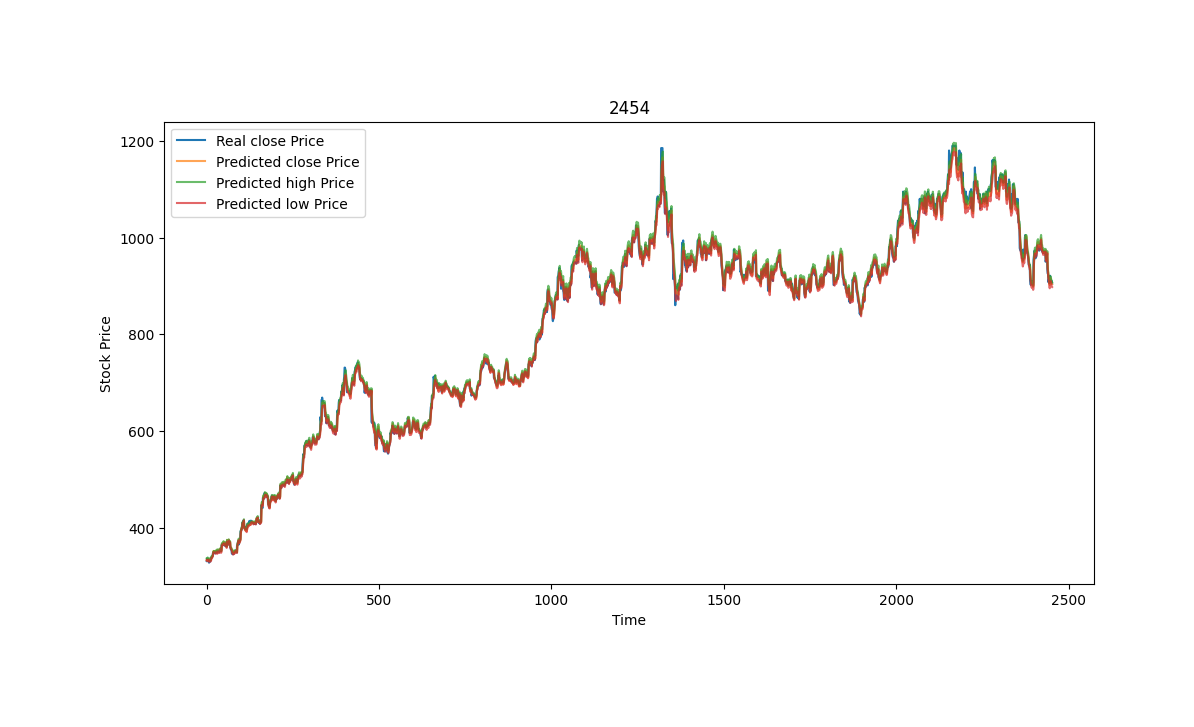 2454
Real close Price
Predicted close Price
Predicted high Price
Predicted low Price
1200
1000
800
600
400
Stock Price
0 500 1000 1500 2000 2500
Time